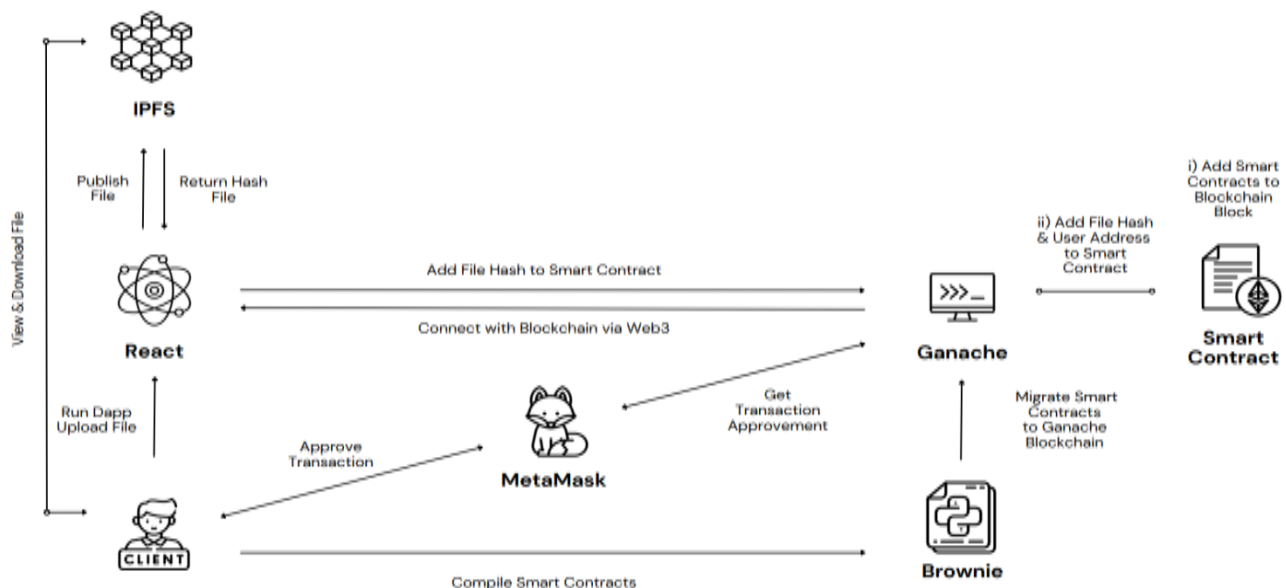 IPFS
Publish
File
Return Hash
File
View & Download File
i) Add Smart
Contracts to
Blockchain
Block
ii) Add File Hash
& User Address
to Smart
Contract
Add File Hash to Smart Contract
>>>_
Connect with Blockchain via Web3
React
Ganache
Smart
Contract
Run Dapp
Upload File
Get
Transaction
Approvement
Migrate Smart
Contracts
to Ganache
Blockchain
Approve
Transaction
MetaMask
CLIENT
Brownie
Compile Smart Contracts